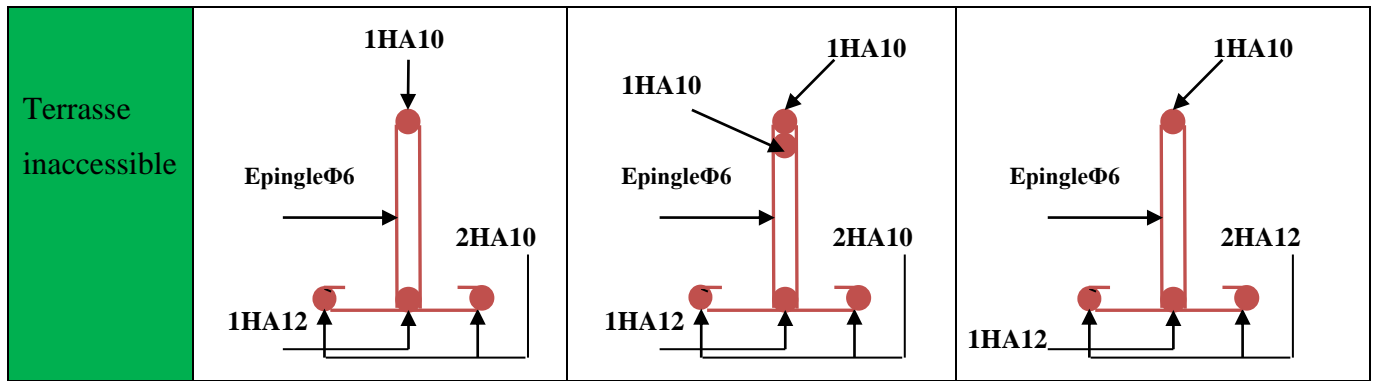 Terrasse
inaccessible
1HA10
EpingleΦ6
2HA10
1HA12
1HA10
1HA10
EpingleΦ6
2HA10
1HA12
1HA10
EpingleΦ6
2HA12
1HA12